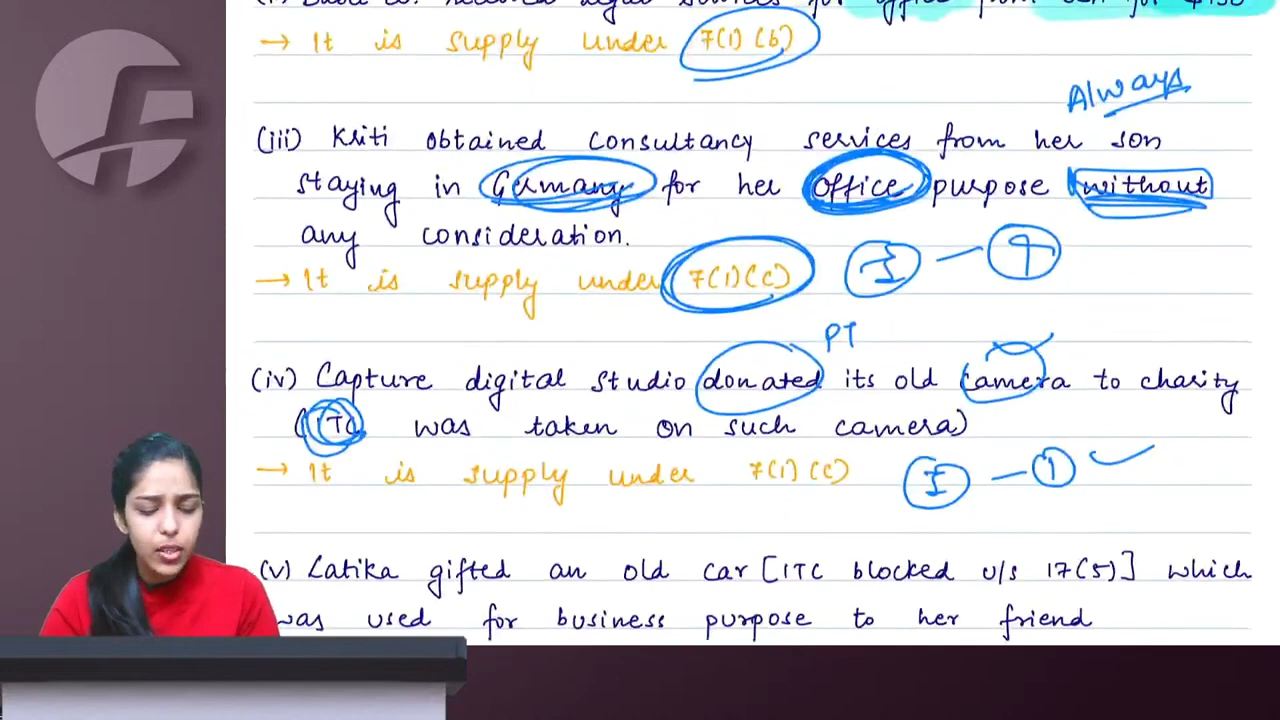 → It is supply under 7(1)(b)
Always
(iii) Kriti obtained consultancy services from her son
staying in Germany for her office purpose without
any consideration.
→ It is supply under 7(1)(c) I - 4
PT
(iv) Capture digital studio donated its old camera to charity
(ITC was taken on such camera)
→ It is supply under 7(1)(c) I - 1
(v) Latika gifted an old car [ITC blocked u/s 17(5)] which
was used for business purpose to her friend